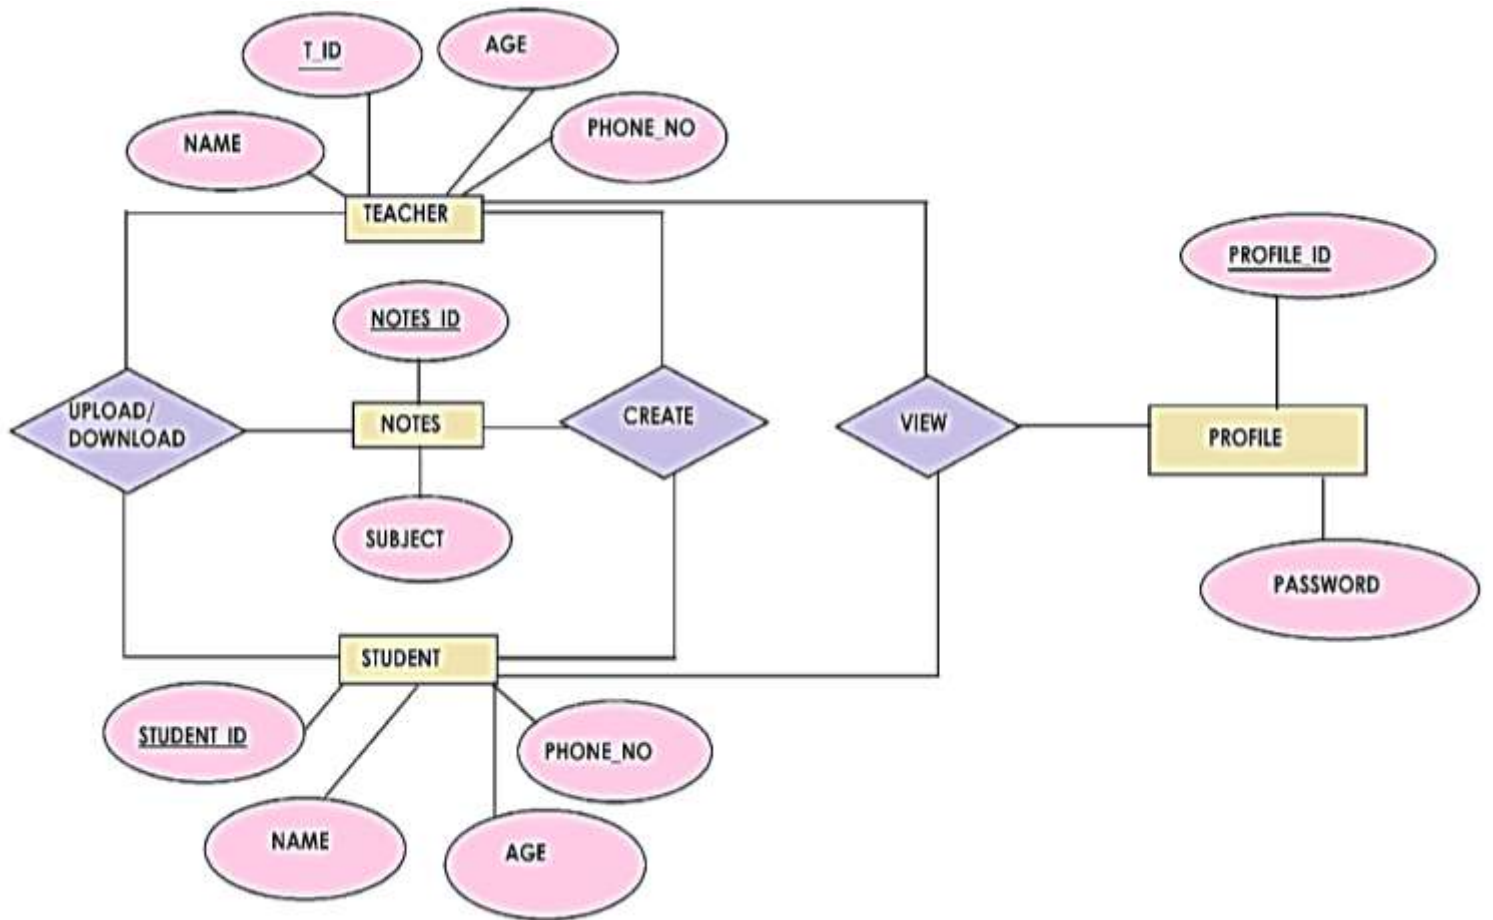 T_ID
AGE
NAME
PHONE_NO
TEACHER
PROFILE_ID
NOTES_ID
UPLOAD/
DOWNLOAD
NOTES
CREATE
VIEW
PROFILE
SUBJECT
PASSWORD
STUDENT
STUDENT_ID
PHONE_NO
NAME
AGE